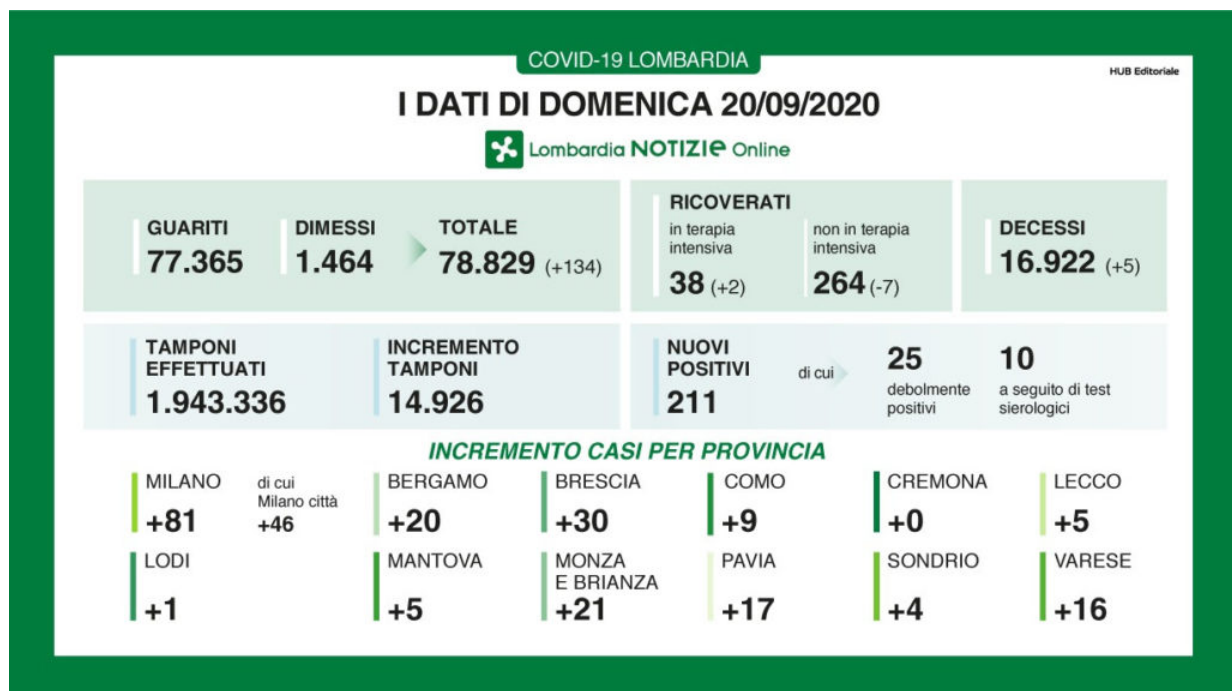 COVID-19 LOMBARDIA
HUB Editoriale
I DATI DI DOMENICA 20/09/2020
Lombardia NOTIZIe Online
GUARITI
77.365
DIMESSI
1.464
TOTALE
78.829 (+134)
RICOVERATI
in terapia
intensiva
38 (+2)
non in terapia
intensiva
264 (-7)
DECESSI
16.922 (+5)
TAMPONI
EFFETTUATI
1.943.336
INCREMENTO
TAMPONI
14.926
NUOVI
POSITIVI
211
di cui
25
debolmente
positivi
10
a seguito di test
sierologici
INCREMENTO CASI PER PROVINCIA
MILANO
+81
di cui
Milano città
+46
BERGAMO
+20
BRESCIA
+30
COMO
+9
CREMONA
+0
LECCO
+5
LODI
+1
MANTOVA
+5
MONZA
E BRIANZA
+21
PAVIA
+17
SONDRIO
+4
VARESE
+16